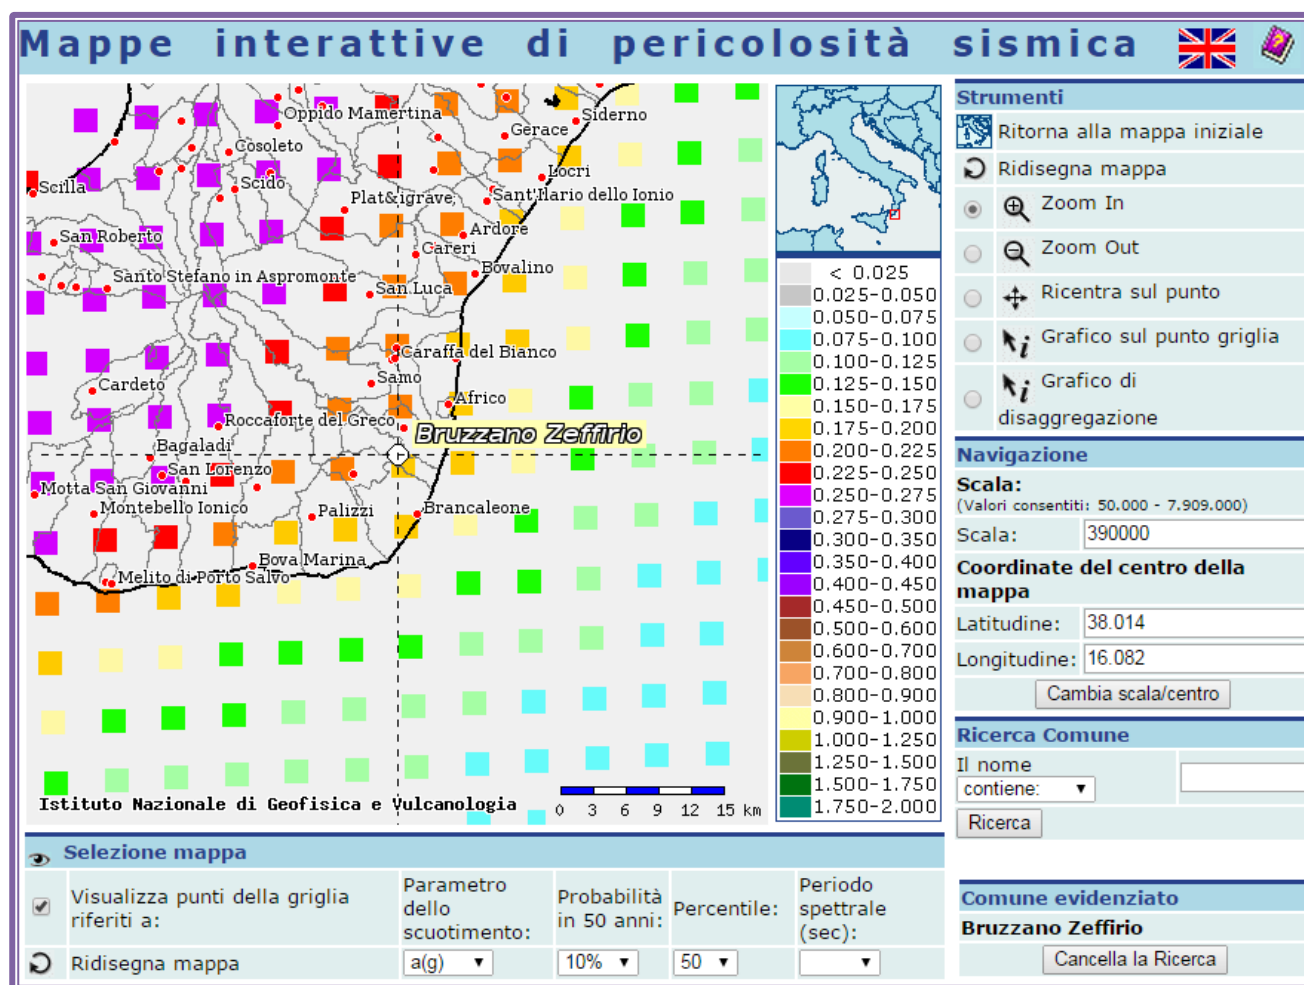 Mappe interattive di pericolosità sismica
Oppido Mamertina
Siderno
Gerace
Cosoleto
Locri
Scilla
Scido
Plat&igrave;
Sant'Ilario dello Ionio
San Roberto
Ardore
Careri
Santo Stefano in Aspromonte
Bovalino
San Luca
Caraffa del Bianco
Cardeto
Samo
Africo
Roccaforte del Greco
Bruzzano Zeffirio
Bagaladi
San Lorenzo
Motta San Giovanni
Montebello Ionico
Palizzi
Brancaleone
Bova Marina
Melito di Porto Salvo
Istituto Nazionale di Geofisica e Vulcanologia
0 3 6 9 12 15 km
< 0.025
0.025-0.050
0.050-0.075
0.075-0.100
0.100-0.125
0.125-0.150
0.150-0.175
0.175-0.200
0.200-0.225
0.225-0.250
0.250-0.275
0.275-0.300
0.300-0.350
0.350-0.400
0.400-0.450
0.450-0.500
0.500-0.600
0.600-0.700
0.700-0.800
0.800-0.900
0.900-1.000
1.000-1.250
1.250-1.500
1.500-1.750
1.750-2.000
Strumenti
Ritorna alla mappa iniziale
Ridisegna mappa
Zoom In
Zoom Out
Ricentra sul punto
Grafico sul punto griglia
Grafico di
disaggregazione
Navigazione
Scala:
(Valori consentiti: 50.000 - 7.909.000)
Scala: 390000
Coordinate del centro della
mappa
Latitudine: 38.014
Longitudine: 16.082
Cambia scala/centro
Ricerca Comune
Il nome
contiene:
Ricerca
Comune evidenziato
Bruzzano Zeffirio
Cancella la Ricerca
Selezione mappa
Visualizza punti della griglia
riferiti a:
Parametro
dello
scuotimento:
Probabilità
in 50 anni:
Percentile:
Periodo
spettrale
(sec):
Ridisegna mappa
a(g)
10%
50